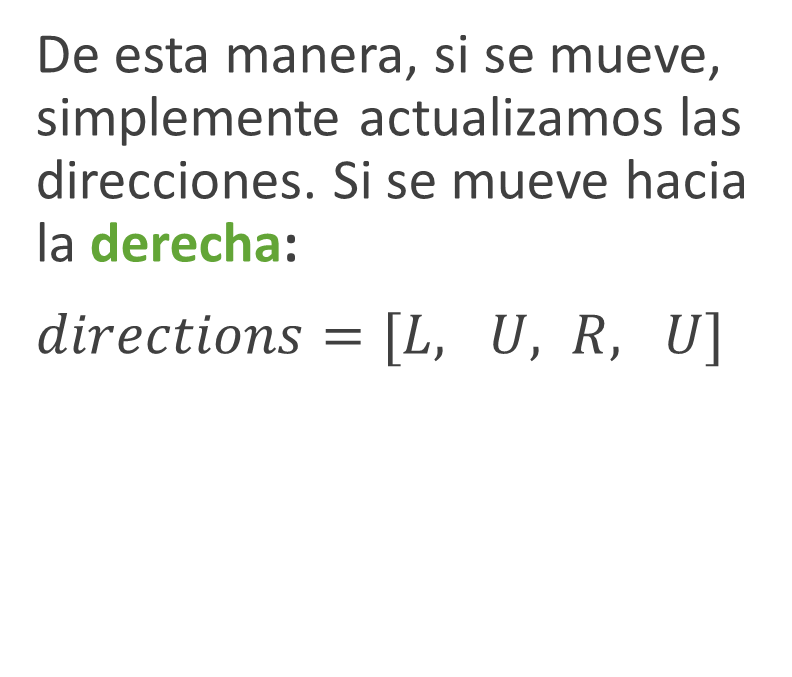 De esta manera, si se mueve,
simplemente actualizamos las
direcciones. Si se mueve hacia
la derecha:
directions = [L, U, R, U]